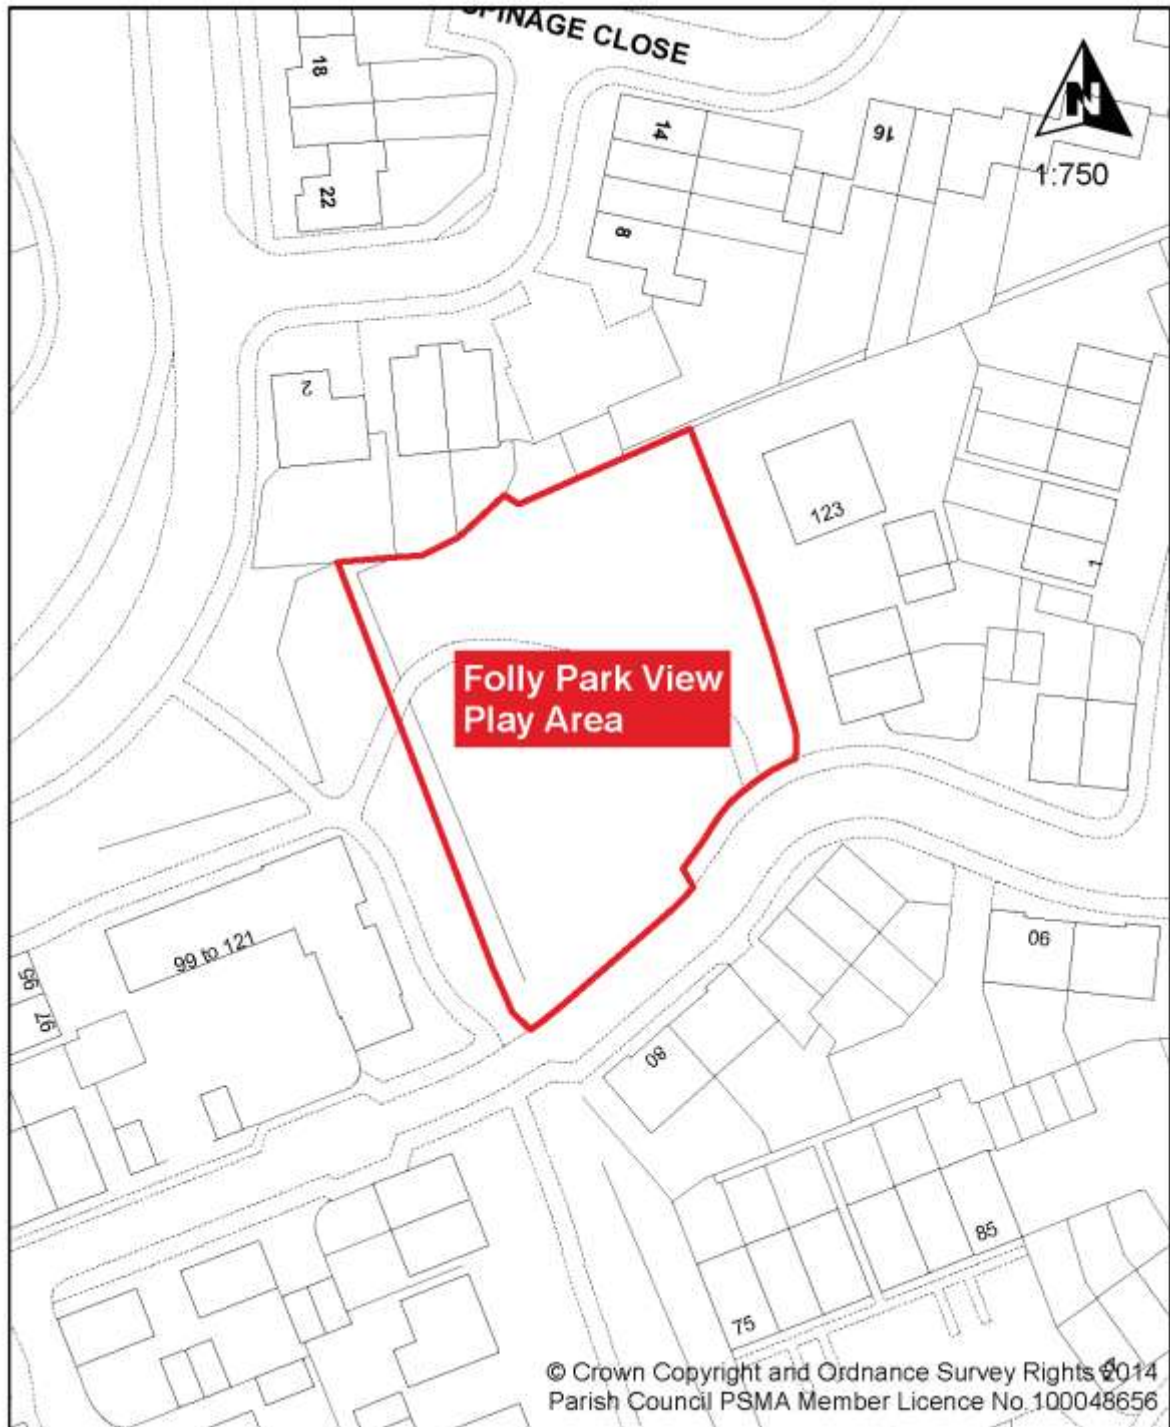 SPINAGE CLOSE
18
N
14
16
1:750
22
8
2
123
1
Folly Park View
Play Area
99 to 121
90
95
97
80
85
75
© Crown Copyright and Ordnance Survey Rights 2014
Parish Council PSMA Member Licence No 100048656